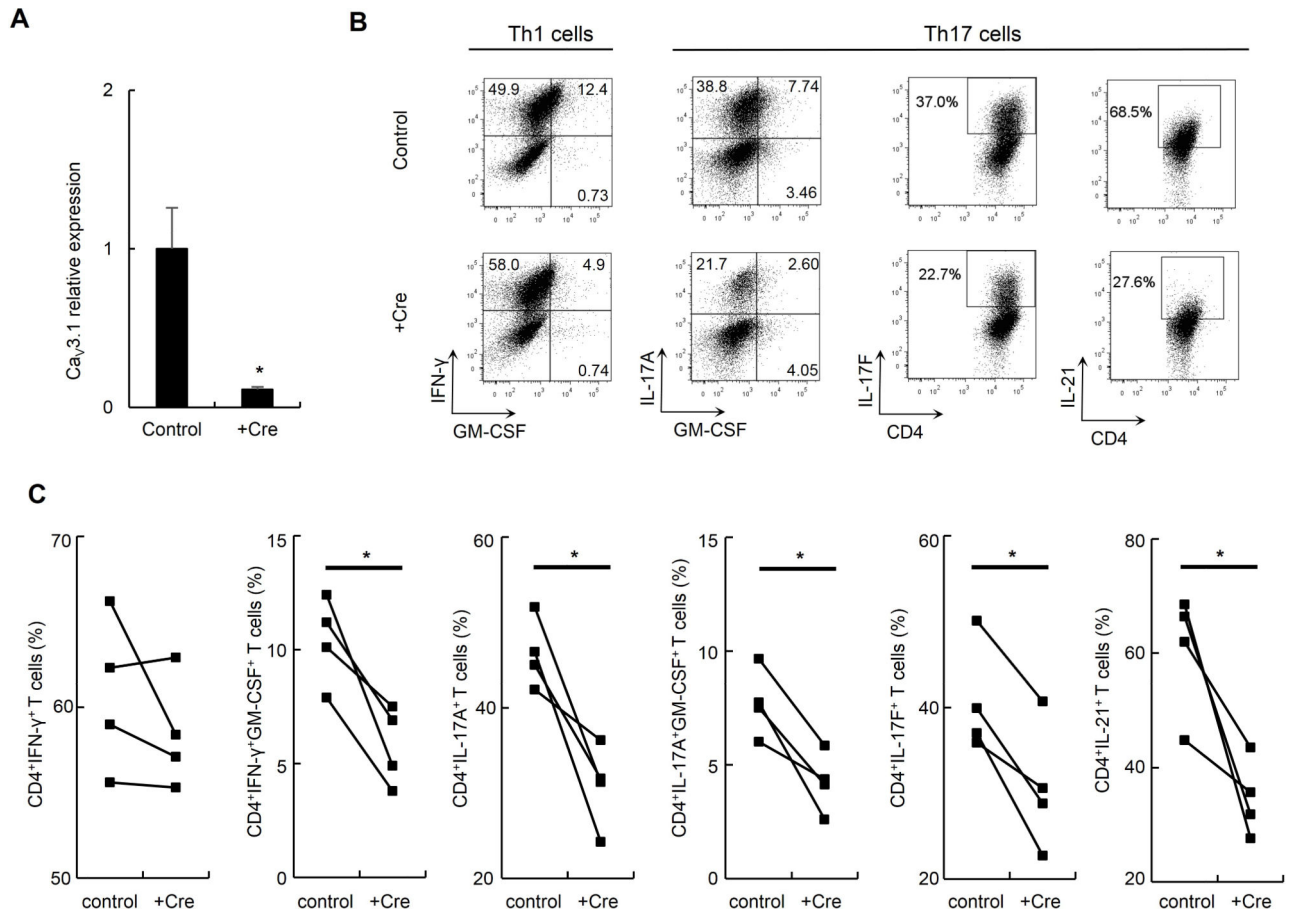 A
2
1
0
Ca_V3.1 relative expression
Control
+Cre
*
B
Th1 cells
Th17 cells
Control
+Cre
49.9
12.4
0.73
38.8
7.74
3.46
37.0%
68.5%
58.0
4.9
0.74
21.7
2.60
4.05
22.7%
27.6%
IFN-γ
GM-CSF
IL-17A
GM-CSF
IL-17F
CD4
IL-21
CD4
C
70
60
50
CD4⁺IFN-γ⁺ T cells (%)
control +Cre
15
10
5
0
CD4⁺IFN-γ⁺GM-CSF⁺ T cells (%)
*
control +Cre
60
40
20
CD4⁺IL-17A⁺ T cells (%)
*
control +Cre
15
10
5
0
CD4⁺IL-17A⁺GM-CSF⁺ T cells (%)
*
control +Cre
60
40
20
CD4⁺IL-17F⁺ T cells (%)
*
control +Cre
80
60
40
20
CD4⁺IL-21⁺ T cells (%)
*
control +Cre